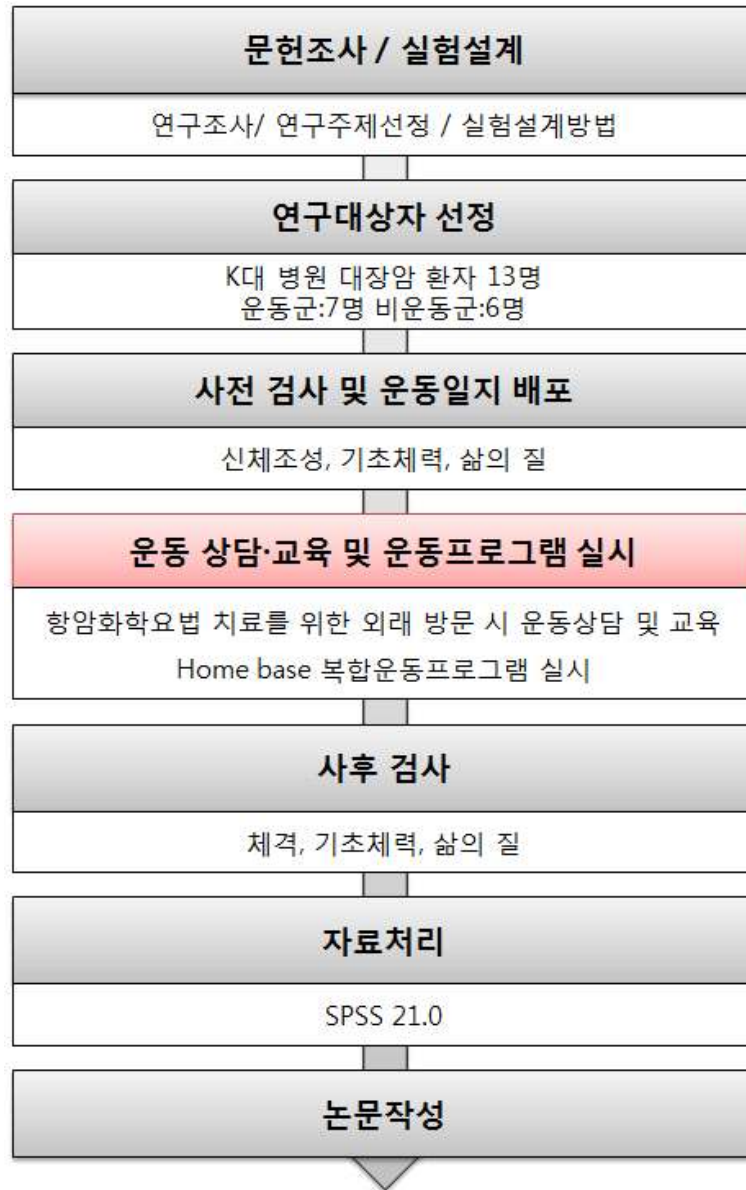 문헌조사 / 실험설계
연구조사/ 연구주제선정 / 실험설계방법
연구대상자 선정
K대 병원 대장암 환자 13명
운동군:7명 비운동군:6명
사전 검사 및 운동일지 배포
신체조성, 기초체력, 삶의 질
운동 상담·교육 및 운동프로그램 실시
항암화학요법 치료를 위한 외래 방문 시 운동상담 및 교육
Home base 복합운동프로그램 실시
사후 검사
체격, 기초체력, 삶의 질
자료처리
SPSS 21.0
논문작성